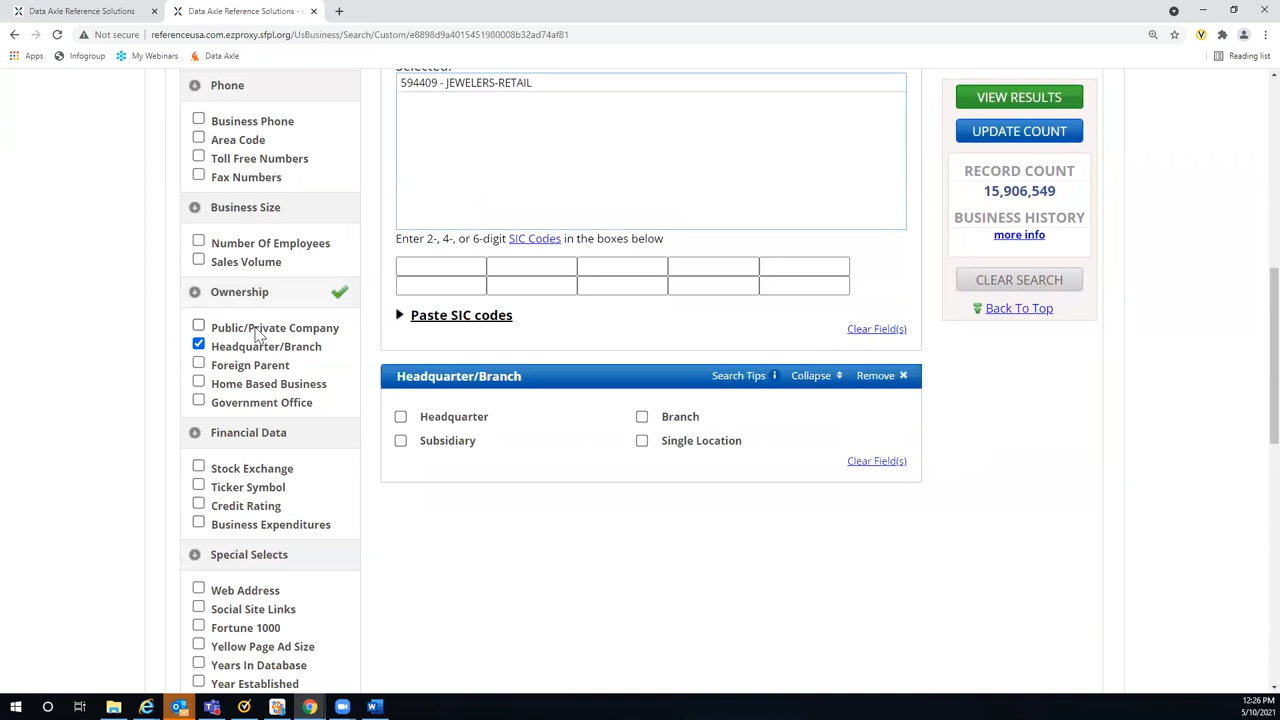 Data Axle Reference Solutions
Data Axle Reference Solutions -
Not secure referenceusa.com.ezproxy.sfpl.org/UsBusiness/Search/Custom/e8898d9a4015451980008b32ad74af81
Apps Infogroup My Webinars Data Axle Reading list
Phone
Business Phone
Area Code
Toll Free Numbers
Fax Numbers
Business Size
Number Of Employees
Sales Volume
Ownership
Public/Private Company
Headquarter/Branch
Foreign Parent
Home Based Business
Government Office
Financial Data
Stock Exchange
Ticker Symbol
Credit Rating
Business Expenditures
Special Selects
Web Address
Social Site Links
Fortune 1000
Yellow Page Ad Size
Years In Database
Year Established
Selected:
594409 - JEWELERS-RETAIL
Enter 2-, 4-, or 6-digit SIC Codes in the boxes below
Paste SIC codes
Clear Field(s)
Headquarter/Branch Search Tips Collapse Remove
Headquarter Branch
Subsidiary Single Location
Clear Field(s)
VIEW RESULTS
UPDATE COUNT
RECORD COUNT
15,906,549
BUSINESS HISTORY
more info
CLEAR SEARCH
Back To Top
12:26 PM
5/10/2021